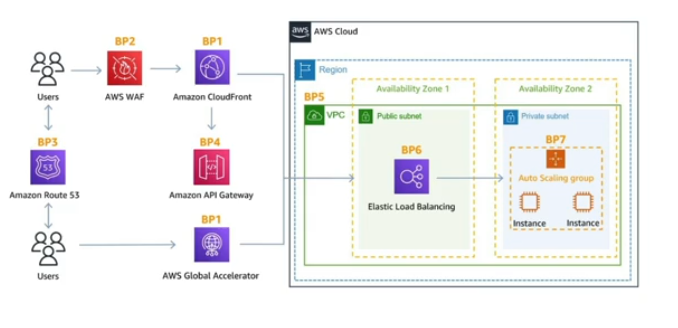 aws
AWS Cloud
BP2
BP1
Region
Users
AWS WAF
Amazon CloudFront
Availability Zone 1
Availability Zone 2
BP5
VPC
Public subnet
Private subnet
BP3
BP4
BP7
53
Amazon Route 53
Amazon API Gateway
BP6
Elastic Load Balancing
Auto Scaling group
Instance
Instance
BP1
Users
AWS Global Accelerator